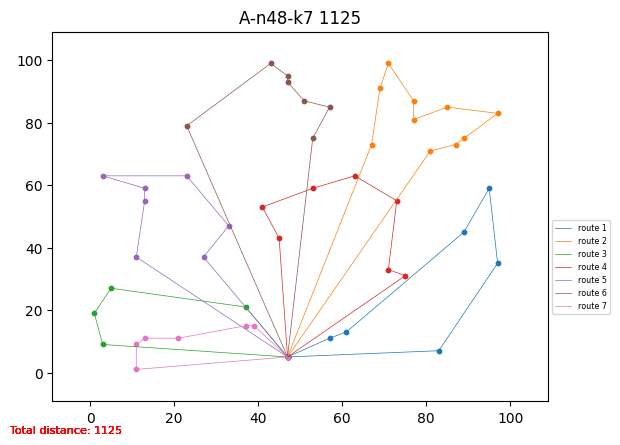 A-n48-k7 1125
100
80
60
40
20
0
0 20 40 60 80 100
route 1
route 2
route 3
route 4
route 5
route 6
route 7
Total distance: 1125